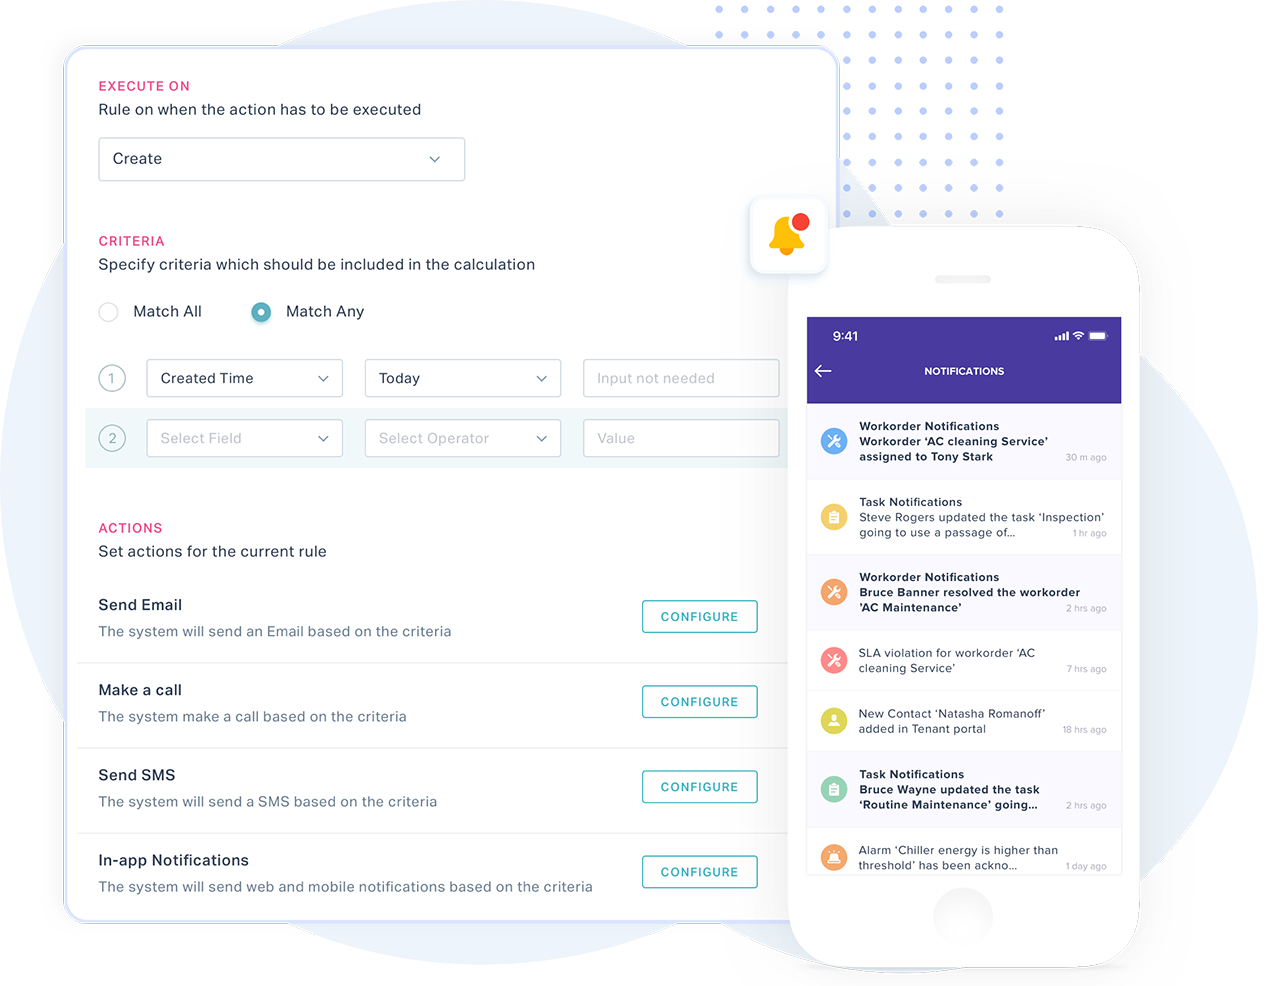 EXECUTE ON
Rule on when the action has to be executed
Create
CRITERIA
Specify criteria which should be included in the calculation
Match All
Match Any
1
Created Time
Today
Input not needed
2
Select Field
Select Operator
Value
ACTIONS
Set actions for the current rule
Send Email
The system will send an Email based on the criteria
CONFIGURE
Make a call
The system make a call based on the criteria
CONFIGURE
Send SMS
The system will send a SMS based on the criteria
CONFIGURE
In-app Notifications
The system will send web and mobile notifications based on the criteria
CONFIGURE
9:41
NOTIFICATIONS
Workorder Notifications
Workorder ‘AC cleaning Service’
assigned to Tony Stark
30 m ago
Task Notifications
Steve Rogers updated the task ‘Inspection’
going to use a passage of...
1 hr ago
Workorder Notifications
Bruce Banner resolved the workorder
’AC Maintenance’
2 hrs ago
SLA violation for workorder ‘AC
cleaning Service’
7 hrs ago
New Contact ‘Natasha Romanoff’
added in Tenant portal
18 hrs ago
Task Notifications
Bruce Wayne updated the task
‘Routine Maintenance’ going...
2 hrs ago
Alarm ‘Chiller energy is higher than
threshold’ has been ackno...
1 day ago